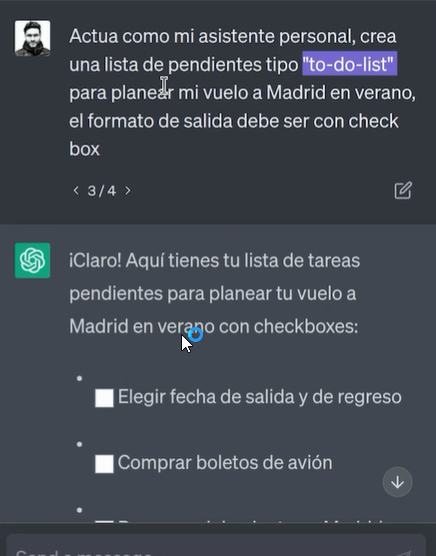 Actua como mi asistente personal, crea
una lista de pendientes tipo "to-do-list"
para planear mi vuelo a Madrid en verano,
el formato de salida debe ser con check
box
< 3 / 4 >
¡Claro! Aquí tienes tu lista de tareas
pendientes para planear tu vuelo a
Madrid en verano con checkboxes:
Elegir fecha de salida y de regreso
Comprar boletos de avión
Send a message